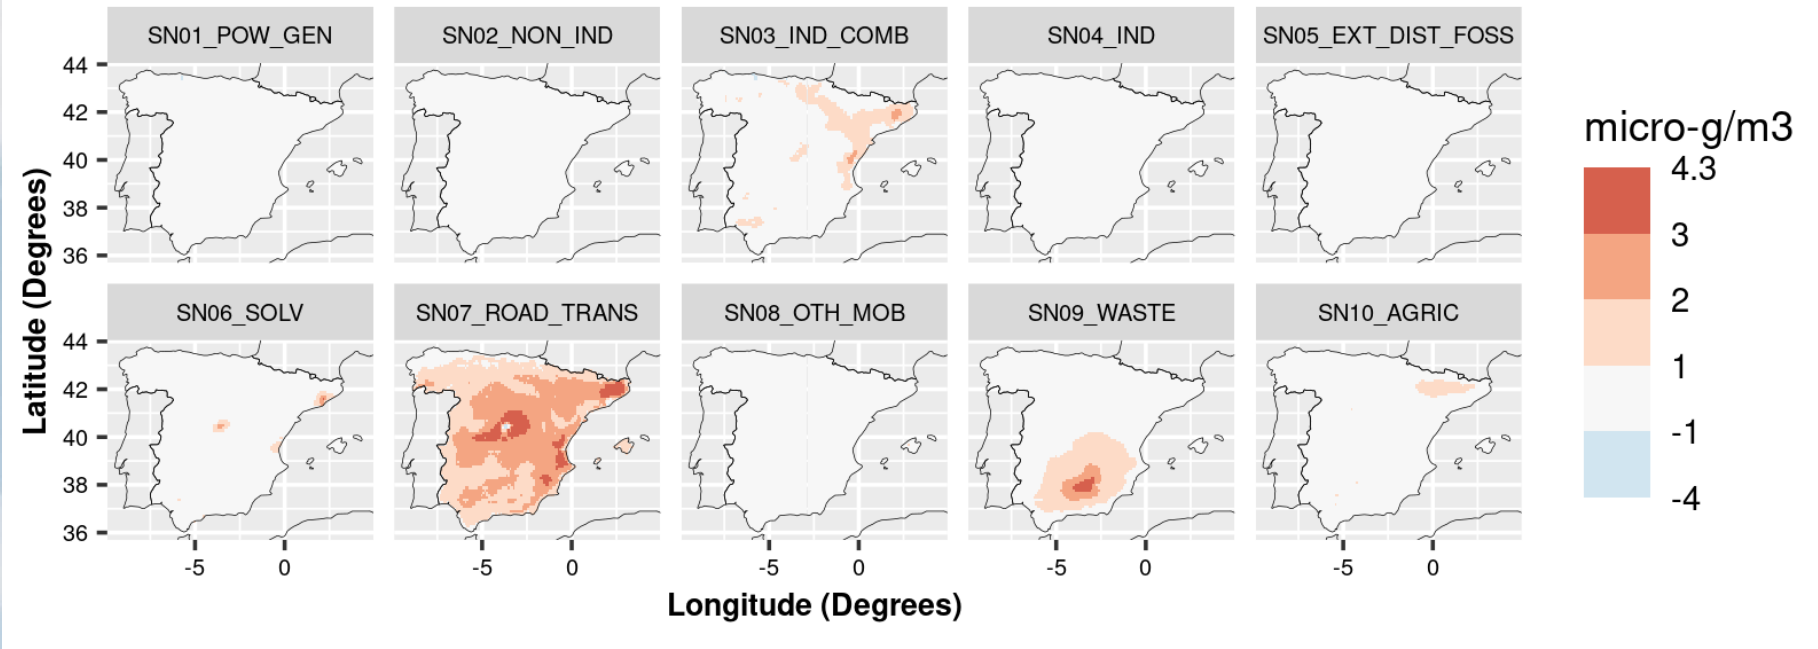 SN01_POW_GEN SN02_NON_IND SN03_IND_COMB SN04_IND SN05_EXT_DIST_FOSS
44
42
40
38
36
SN06_SOLV SN07_ROAD_TRANS SN08_OTH_MOB SN09_WASTE SN10_AGRIC
44
42
40
38
36
-5 0 -5 0 -5 0 -5 0 -5 0
Longitude (Degrees)
Latitude (Degrees)
micro-g/m3
4.3
3
2
1
-1
-4